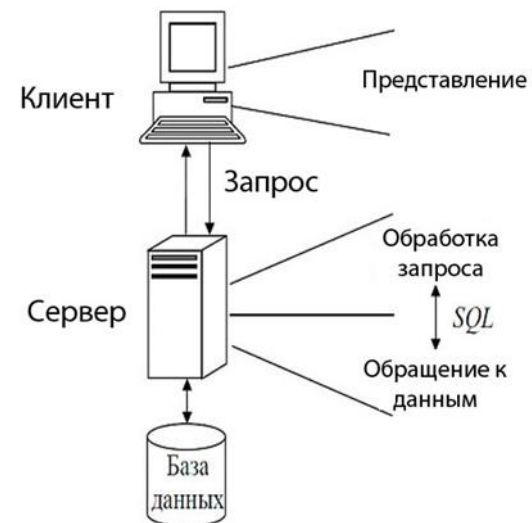 Представление
Клиент
Запрос
Обработка
запроса
SQL
Сервер
Обращение к
данным
База
данных